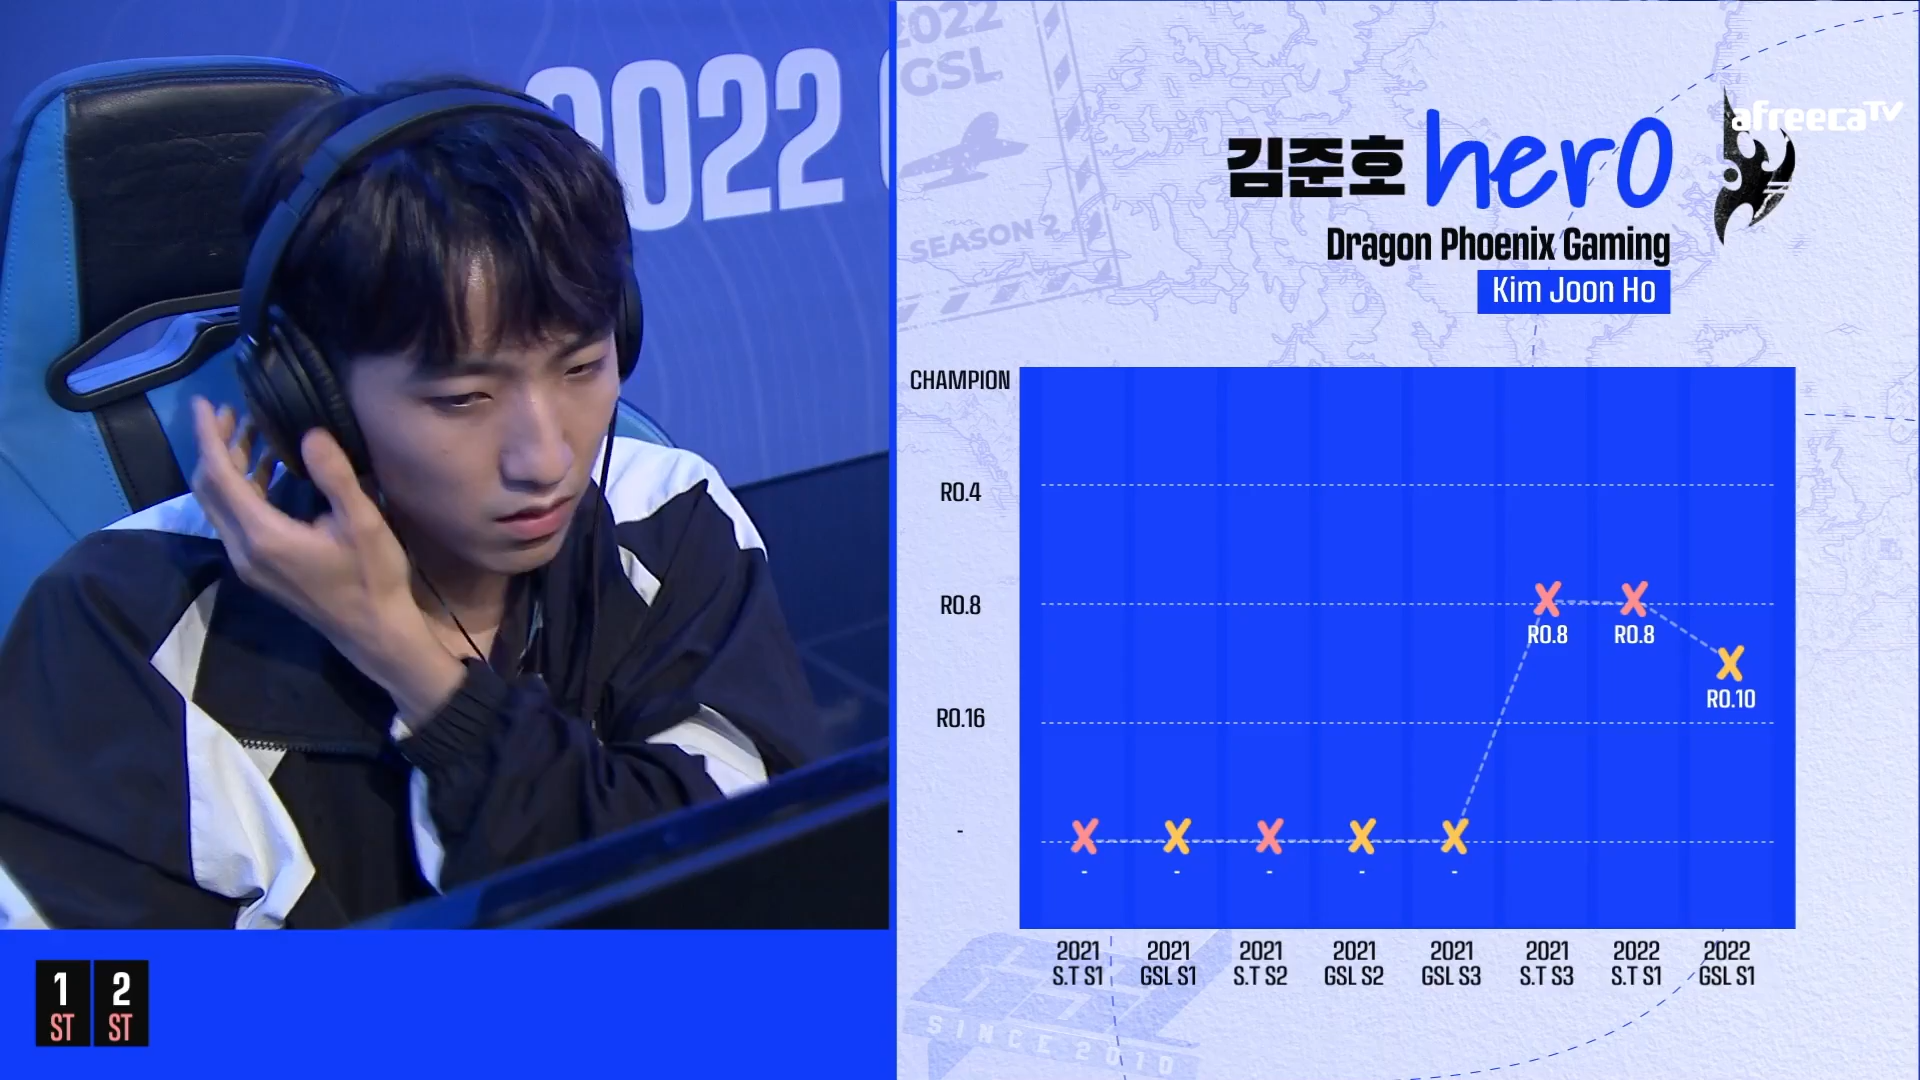 2022
2022
GSL
SEASON 2
afreecaTV
김준호 herO
Dragon Phoenix Gaming
Kim Joon Ho
CHAMPION
RO.4
RO.8
RO.16
-
RO.8
RO.8
RO.10
-
-
-
-
-
2021
S.T S1
2021
GSL S1
2021
S.T S2
2021
GSL S2
2021
GSL S3
2021
S.T S3
2022
S.T S1
2022
GSL S1
SINCE 2010
1
ST
2
ST